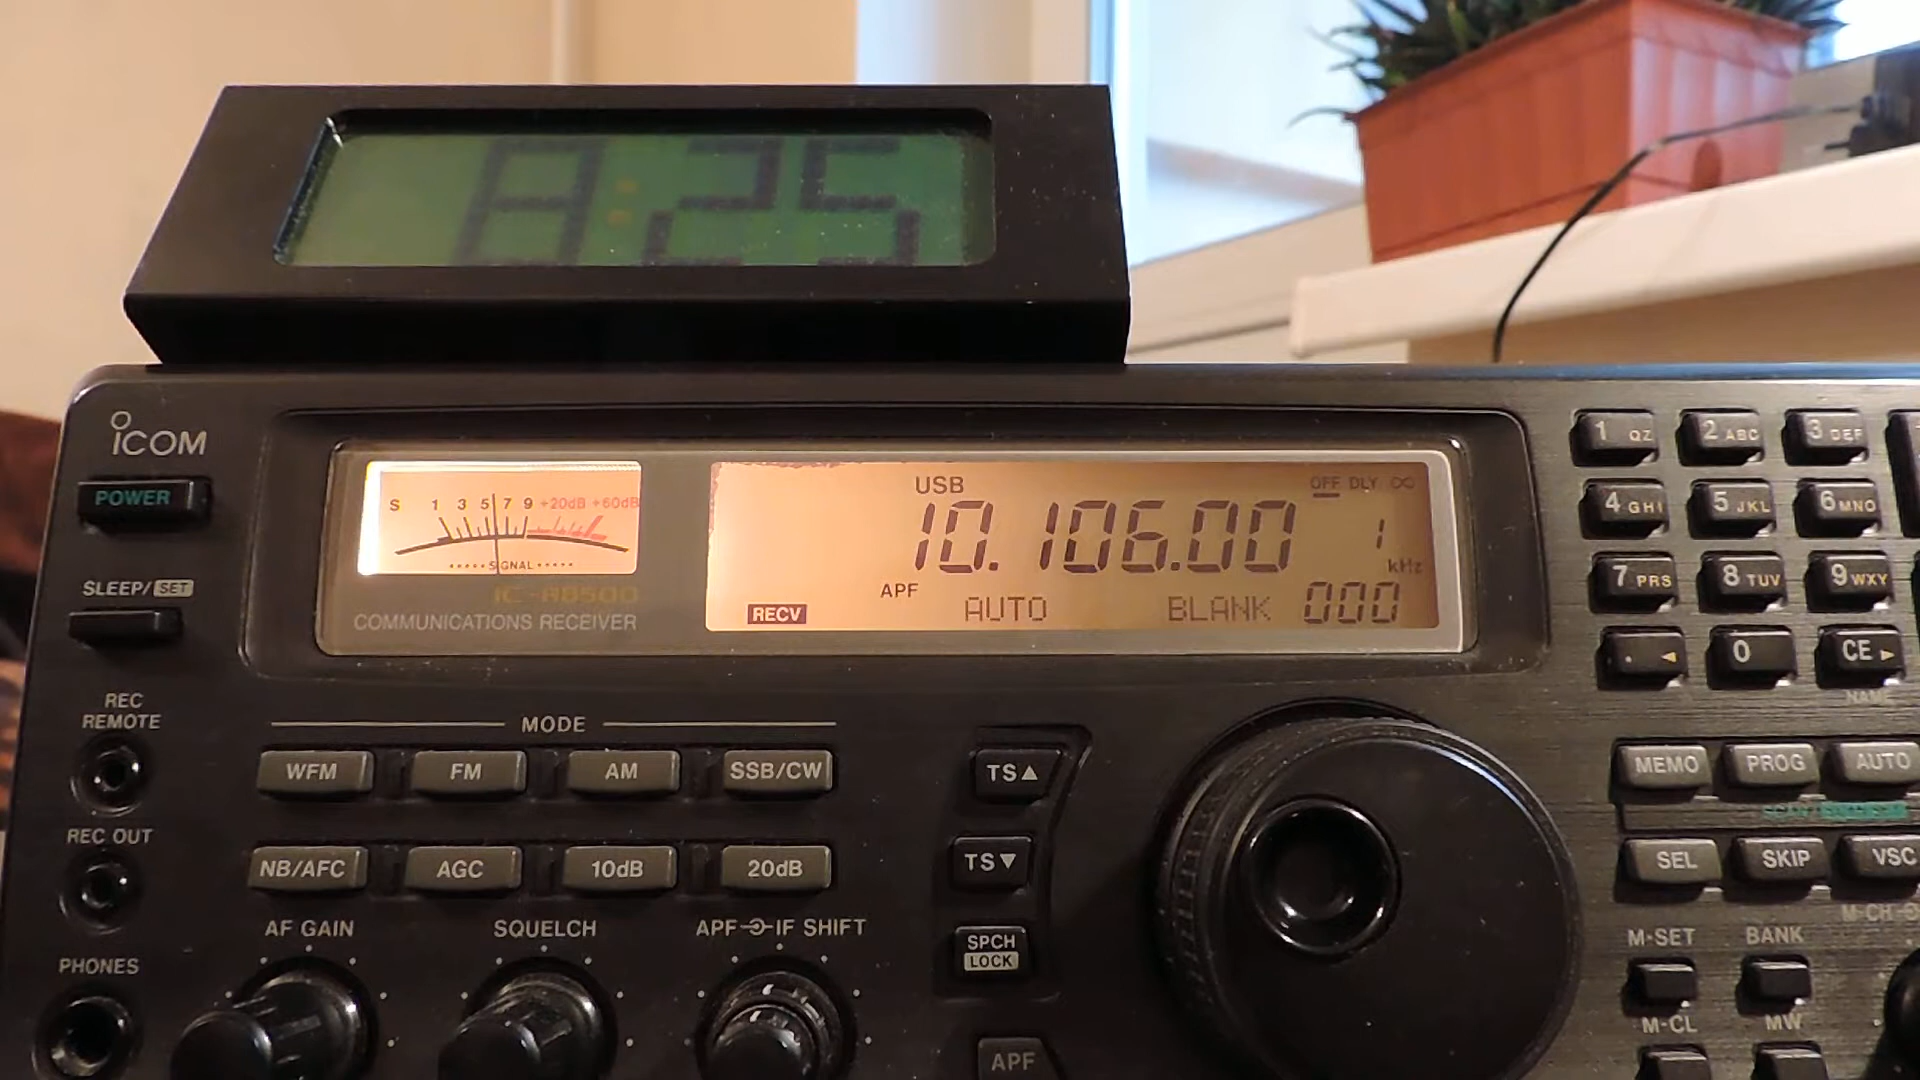 8:25
ICOM
POWER
SLEEP/SET
S 1 3 5 7 9 +20dB +60dB
SIGNAL
IC-R8500
COMMUNICATIONS RECEIVER
USB
OFF DLY ∞
10.106.00 1
kHz
APF
RECV AUTO BLANK 000
REC
REMOTE
REC OUT
PHONES
MODE
WFM FM AM SSB/CW
NB/AFC AGC 10dB 20dB
AF GAIN SQUELCH APF IF SHIFT
TS▲
TS▼
SPCH
LOCK
APF
1 QZ 2 ABC 3 DEF
4 GHI 5 JKL 6 MNO
7 PRS 8 TUV 9 WXY
. ◄ 0 CE ►
NAME
MEMO PROG AUTO
SEL SKIP VSC
M-CH
M-SET BANK
M-CL MW